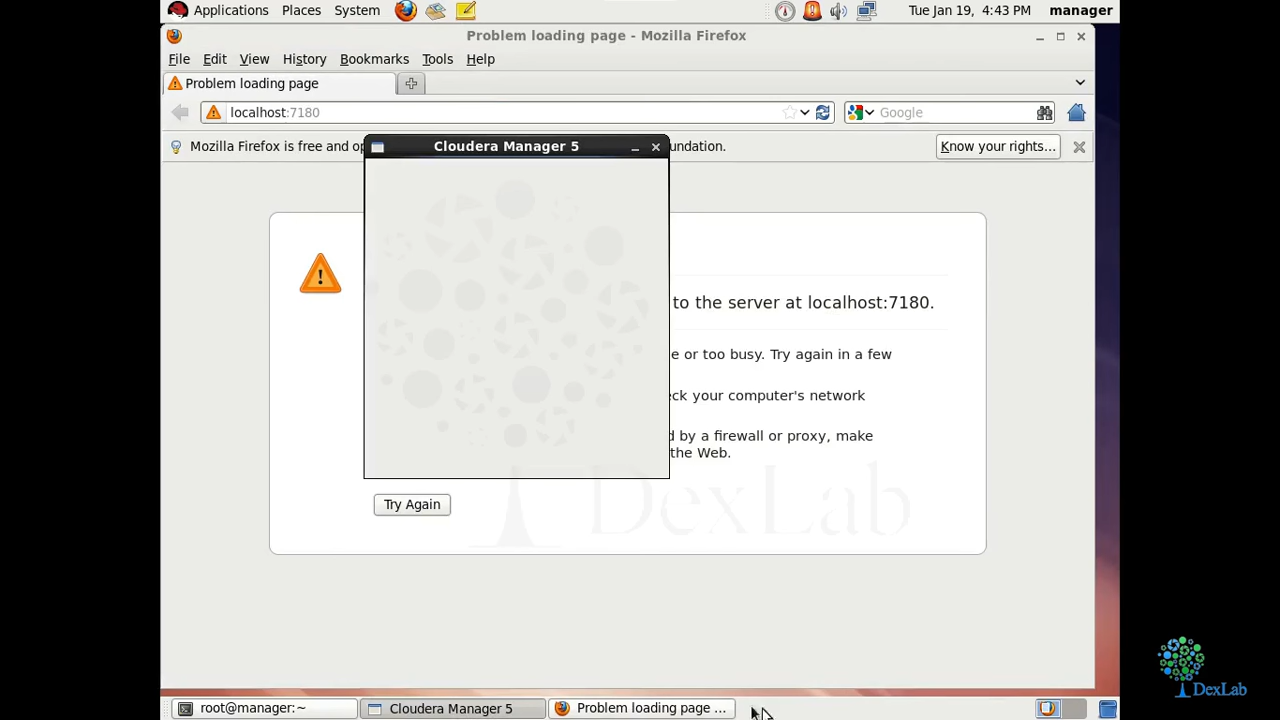 Applications Places System Tue Jan 19, 4:43 PM manager
Problem loading page - Mozilla Firefox
File Edit View History Bookmarks Tools Help
Problem loading page
localhost:7180 Google
Mozilla Firefox is free and op undation. Know your rights...
Cloudera Manager 5
to the server at localhost:7180.
e or too busy. Try again in a few
eck your computer's network
d by a firewall or proxy, make
the Web.
Try Again
DexLab
DexLab
root@manager:~ Cloudera Manager 5 Problem loading page ...